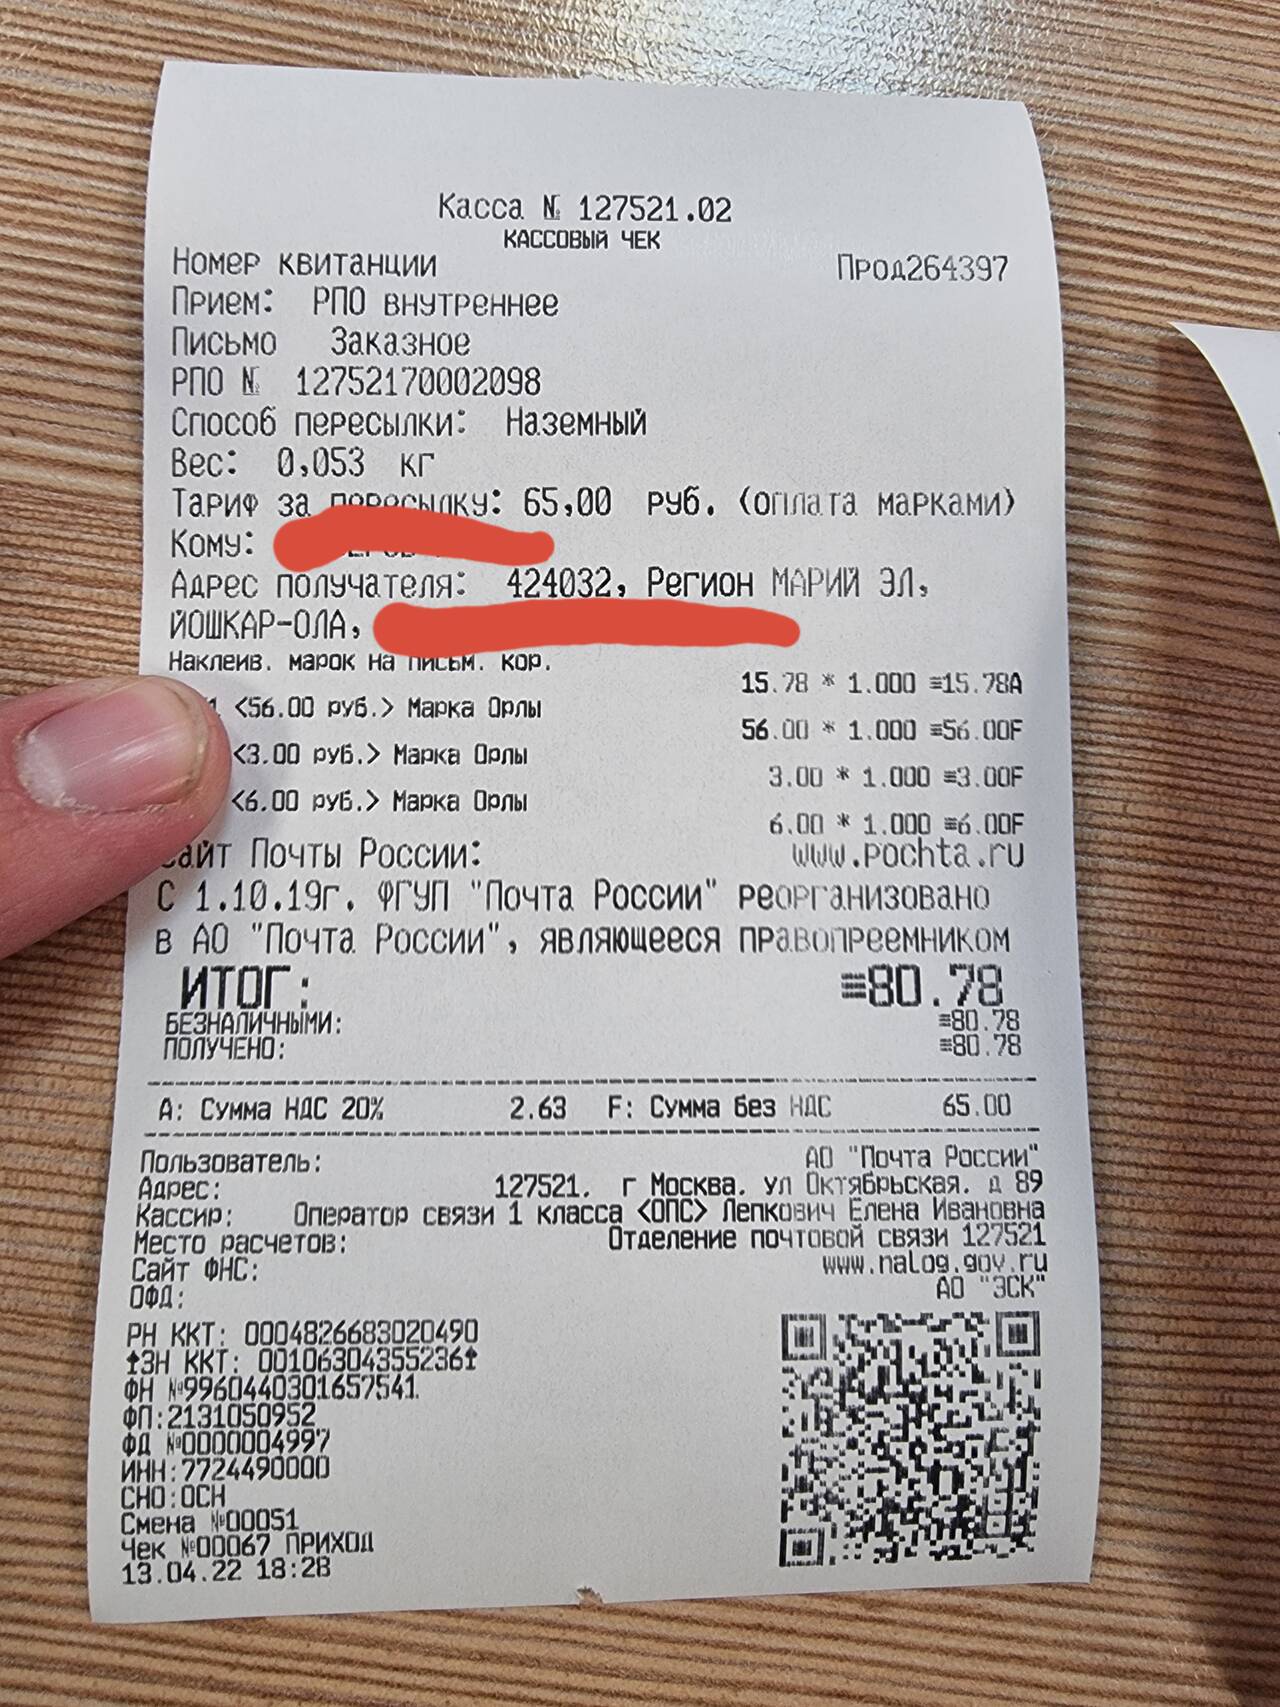 Касса № 127521.02
КАССОВЫЙ ЧЕК
Номер квитанции Прод264397
Прием: РПО внутреннее
Письмо Заказное
РПО № 12752170002098
Способ пересылки: Наземный
Вес: 0,053 кг
Тариф за пересылку: 65,00 руб. (оплата марками)
Кому:
Адрес получателя: 424032, Регион МАРИЙ ЭЛ,
ЙОШКАР-ОЛА,
Наклеив. марок на письм. кор.
15.78 * 1.000 ≡15.78А
<56.00 руб.> Марка Орлы
56.00 * 1.000 ≡56.00F
<3.00 руб.> Марка Орлы
3.00 * 1.000 ≡3.00F
<6.00 руб.> Марка Орлы
6.00 * 1.000 ≡6.00F
Сайт Почты России: www.pochta.ru
С 1.10.19г. ФГУП "Почта России" реорганизовано
в АО "Почта России", являющееся правопреемником
ИТОГ: ≡80.78
БЕЗНАЛИЧНЫМИ: ≡80.78
ПОЛУЧЕНО: ≡80.78
А: Сумма НДС 20% 2.63 F: Сумма без НДС 65.00
Пользователь: АО "Почта России"
Адрес: 127521, г Москва, ул Октябрьская, д 89
Кассир: Оператор связи 1 класса <ОПС> Лепкович Елена Ивановна
Место расчетов: Отделение почтовой связи 127521
Сайт ФНС: www.nalog.gov.ru
ОФД: АО "ЭСК"
РН ККТ: 0004826683020490
ЗН ККТ: 00106304355236
ФН №9960440301657541
ФП:2131050952
ФД №0000004997
ИНН:7724490000
СНО:ОСН
Смена №00051
Чек №00067 ПРИХОД
13.04.22 18:28